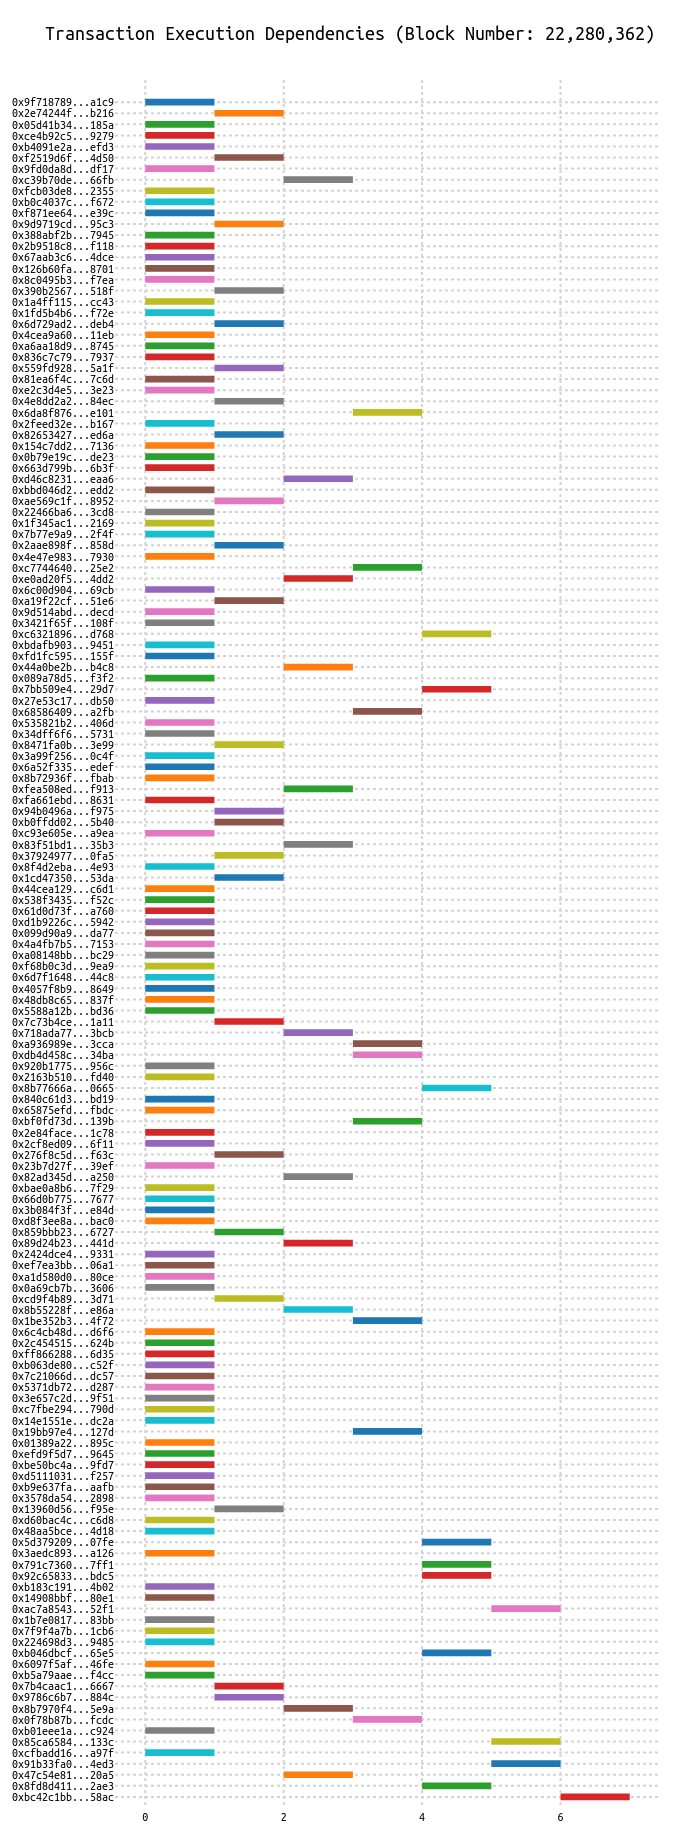 Transaction Execution Dependencies (Block Number: 22,280,362)
0x9f718789...a1c9
0x2e74244f...b216
0x05d41b34...185a
0xce4b92c5...9279
0xb4091e2a...efd3
0xf2519d6f...4d50
0x9fd0da8d...df17
0xc39b70de...66fb
0xfcb03de8...2355
0xb0c4037c...f672
0xf871ee64...e39c
0x9d9719cd...95c3
0x388abf2b...7945
0x2b9518c8...f118
0x67aab3c6...4dce
0x126b60fa...8701
0x8c0495b3...f7ea
0x390b2567...518f
0x1a4ff115...cc43
0x1fd5b4b6...f72e
0x6d729ad2...deb4
0x4cea9a60...11eb
0xa6aa18d9...8745
0x836c7c79...7937
0x559fd928...5a1f
0x81ea6f4c...7c6d
0xe2c3d4e5...3e23
0x4e8dd2a2...84ec
0x6da8f876...e101
0x2feed32e...b167
0x82653427...ed6a
0x154c7dd2...7136
0x0b79e19c...de23
0x663d799b...6b3f
0xd46c8231...eaa6
0xbbd046d2...edd2
0xae569c1f...8952
0x22466ba6...3cd8
0x1f345ac1...2169
0x7b77e9a9...2f4f
0x2aae898f...858d
0x4e47e983...7930
0xc7744640...25e2
0xe0ad20f5...4dd2
0x6c00d904...69cb
0xa19f22cf...51e6
0x9d514abd...decd
0x3421f65f...108f
0xc6321896...d768
0xbdafb903...9451
0xfd1fc595...155f
0x44a0be2b...b4c8
0x089a78d5...f3f2
0x7bb509e4...29d7
0x27e53c17...db50
0x68586409...a2fb
0x535821b2...406d
0x34dff6f6...5731
0x8471fa0b...3e99
0x3a99f256...0c4f
0x6a52f335...edef
0x8b72936f...fbab
0xfea508ed...f913
0xfa661ebd...8631
0x94b0496a...f975
0xb0ffdd02...5b40
0xc93e605e...a9ea
0x83f51bd1...35b3
0x37924977...0fa5
0x8f4d2eba...4e93
0x1cd47350...53da
0x44cea129...c6d1
0x538f3435...f52c
0x61d0d73f...a760
0xd1b9226c...5942
0x099d90a9...da77
0x4a4fb7b5...7153
0xa08148bb...bc29
0xf68b0c3d...9ea9
0x6d7f1648...44c8
0x4057f8b9...8649
0x48db8c65...837f
0x5588a12b...bd36
0x7c73b4ce...1a11
0x718ada77...3bcb
0xa936989e...3cca
0xdb4d458c...34ba
0x920b1775...956c
0x2163b510...fd40
0x8b77666a...0665
0x840c61d3...bd19
0x65875efd...fbdc
0xbf0fd73d...139b
0x2e84face...1c78
0x2cf8ed09...6f11
0x276f8c5d...f63c
0x23b7d27f...39ef
0x82ad345d...a250
0xbae0a8b6...7f29
0x66d0b775...7677
0x3b084f3f...e84d
0xd8f3ee8a...bac0
0x859bbb23...6727
0x89d24b23...441d
0x2424dce4...9331
0xef7ea3bb...06a1
0xa1d580d0...80ce
0x0a69cb7b...3606
0xcd9f4b89...3d71
0x8b55228f...e86a
0x1be352b3...4f72
0x6c4cb48d...d6f6
0x2c454515...624b
0xff866288...6d35
0xb063de80...c52f
0x7c21066d...dc57
0x5371db72...d287
0x3e657c2d...9f51
0xc7fbe294...790d
0x14e1551e...dc2a
0x19bb97e4...127d
0x01389a22...895c
0xefd9f5d7...9645
0xbe50bc4a...9fd7
0xd5111031...f257
0xb9e637fa...aafb
0x3578da54...2898
0x13960d56...f95e
0xd60bac4c...c6d8
0x48aa5bce...4d18
0x5d379209...07fe
0x3aedc893...a126
0x791c7360...7ff1
0x92c65833...bdc5
0xb183c191...4b02
0x14908bbf...80e1
0xac7a8543...52f1
0x1b7e0817...83bb
0x7f9f4a7b...1cb6
0x224698d3...9485
0xb046dbcf...65e5
0x6097f5af...46fe
0xb5a79aae...f4cc
0x7b4caac1...6667
0x9786c6b7...884c
0x8b7970f4...5e9a
0x0f78b87b...fcdc
0xb01eee1a...c924
0x85ca6584...133c
0xcfbadd16...a97f
0x91b33fa0...4ed3
0x47c54e81...20a5
0x8fd8d411...2ae3
0xbc42c1bb...58ac
0 2 4 6